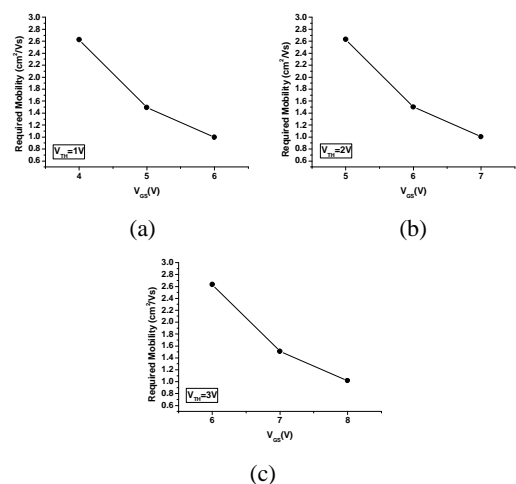 3.0
2.8
2.6
2.4
2.2
2.0
1.8
1.6
1.4
1.2
1.0
0.8
0.6
Required Mobility (cm²/Vs)
V_TH=1V
4 5 6
V_GS(V)
(a)
3.0
2.8
2.6
2.4
2.2
2.0
1.8
1.6
1.4
1.2
1.0
0.8
0.6
Required Mobility (cm²/Vs)
V_TH=2V
5 6 7
V_GS(V)
(b)
3.0
2.8
2.6
2.4
2.2
2.0
1.8
1.6
1.4
1.2
1.0
0.8
0.6
Required Mobility (cm²/Vs)
V_TH=3V
6 7 8
V_GS(V)
(c)